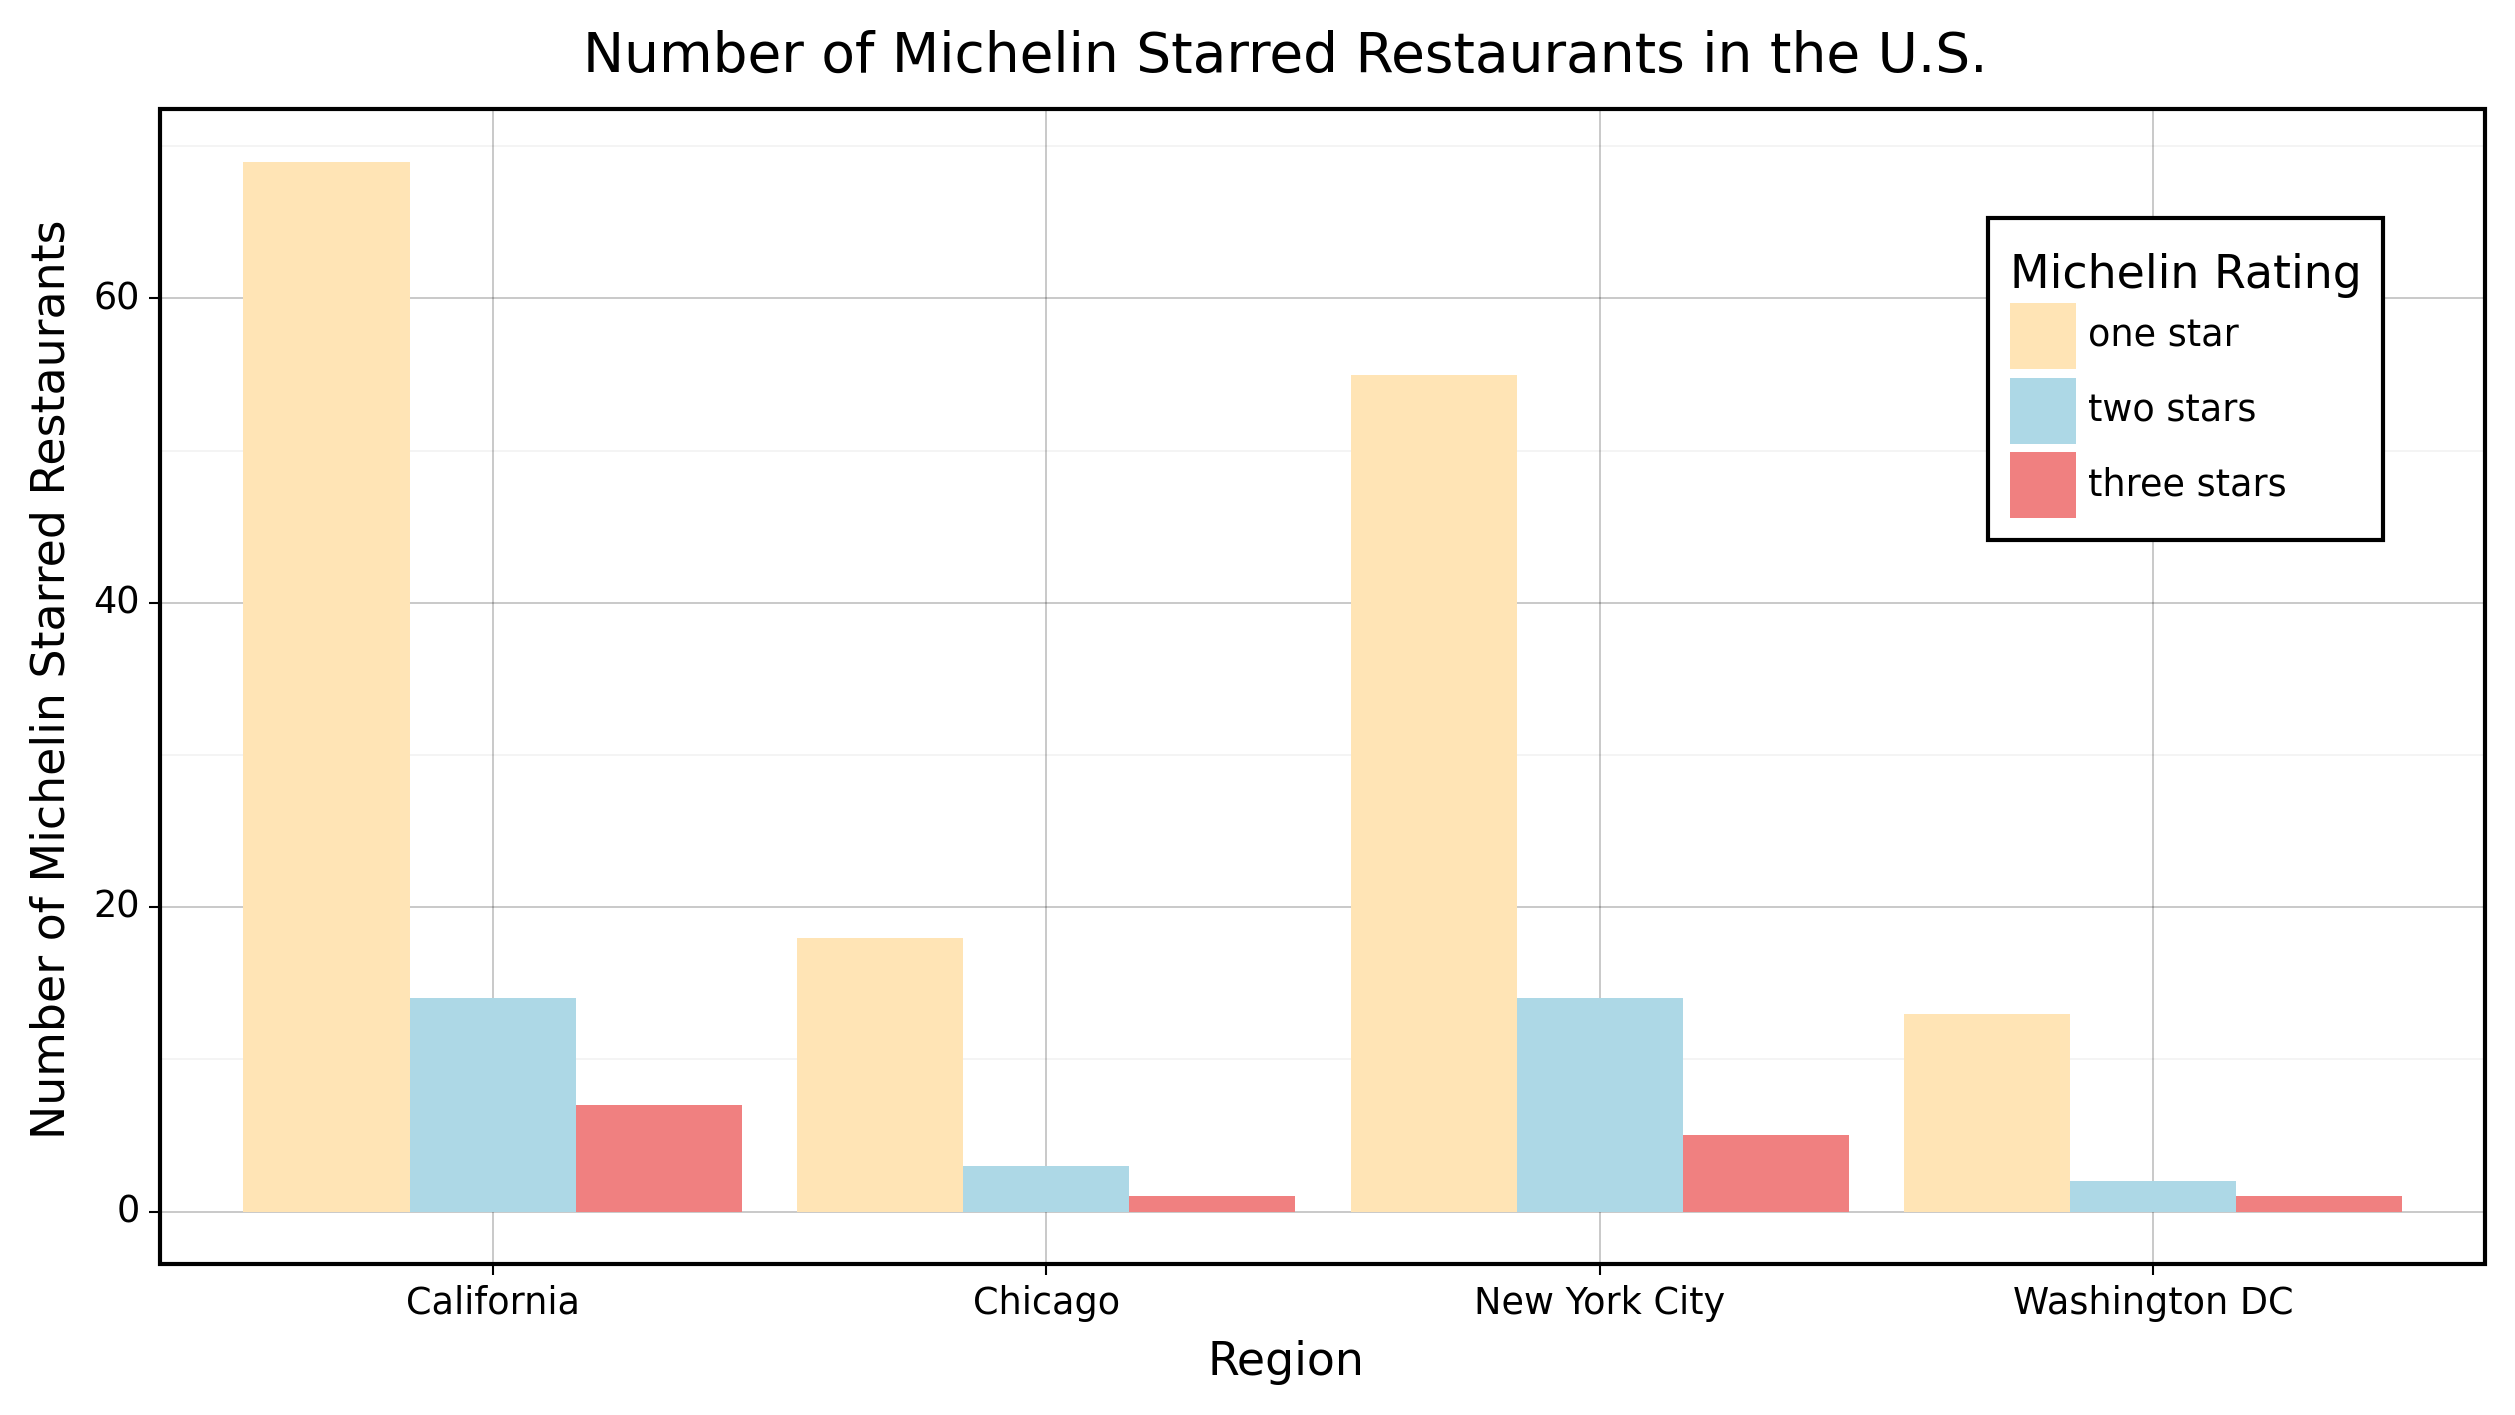 Number of Michelin Starred Restaurants in the U.S.
Number of Michelin Starred Restaurants
60
40
20
0
Michelin Rating
one star
two stars
three stars
California
Chicago
New York City
Washington DC
Region